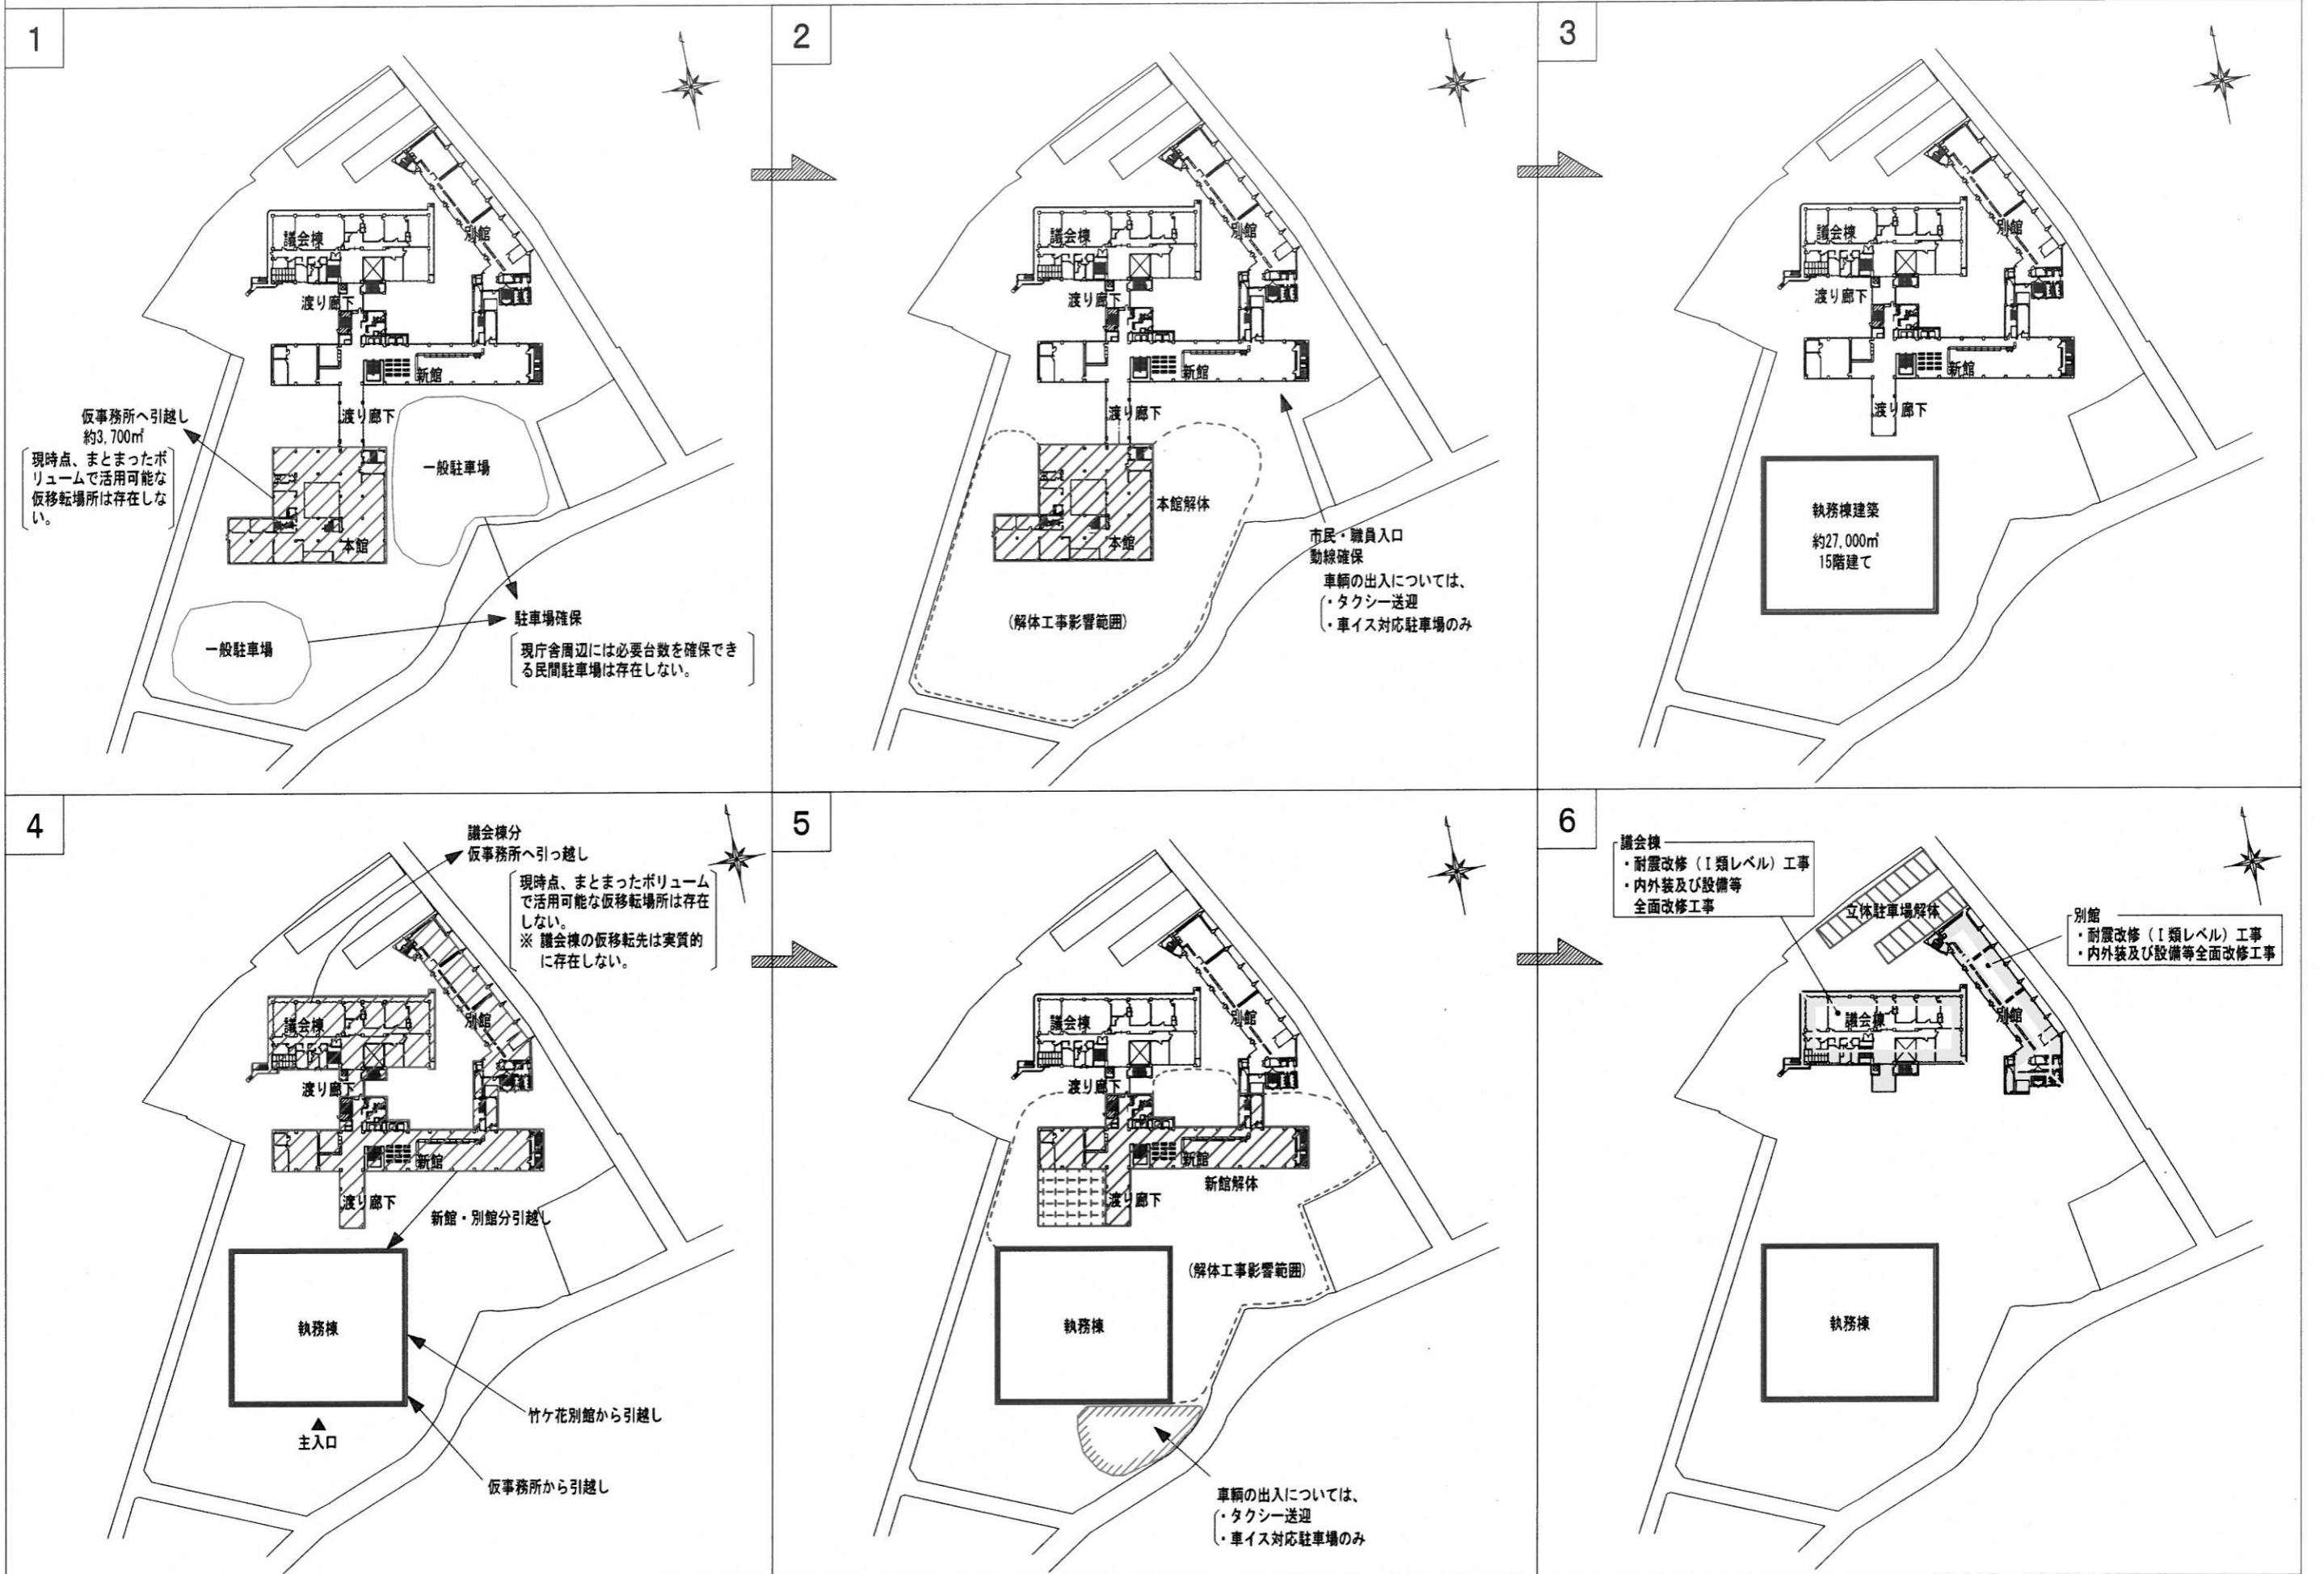 1
議会棟
別館
渡り廊下
新館
渡り廊下
仮事務所へ引越し
約3,700㎡
現時点、まとまったボ
リュームで活用可能な
仮移転場所は存在しな
い。
一般駐車場
本館
一般駐車場
駐車場確保
現庁舎周辺には必要台数を確保でき
る民間駐車場は存在しない。
2
議会棟
別館
渡り廊下
新館
渡り廊下
本館解体
本館
市民・職員入口
動線確保
車輌の出入については、
・タクシー送迎
・車イス対応駐車場のみ
(解体工事影響範囲)
3
議会棟
別館
渡り廊下
新館
渡り廊下
執務棟建築
約27,000㎡
15階建て
4
議会棟分
仮事務所へ引っ越し
現時点、まとまったボリューム
で活用可能な仮移転場所は存在
しない。
※ 議会棟の仮移転先は実質的
に存在しない。
議会棟
別館
渡り廊下
新館
渡り廊下
新館・別館分引越し
執務棟
竹ケ花別館から引越し
主入口
仮事務所から引越し
5
議会棟
別館
渡り廊下
新館
新館解体
渡り廊下
(解体工事影響範囲)
執務棟
車輌の出入については、
・タクシー送迎
・車イス対応駐車場のみ
6
議会棟
・耐震改修（Ⅰ類レベル）工事
・内外装及び設備等
全面改修工事
立体駐車場解体
別館
・耐震改修（Ⅰ類レベル）工事
・内外装及び設備等全面改修工事
議会棟
別館
執務棟